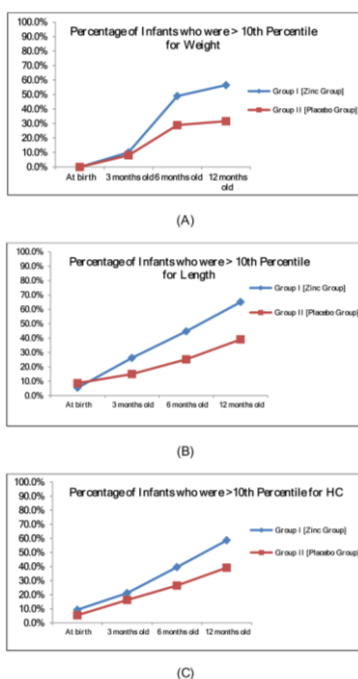 Percentage of Infants who were > 10th Percentile
for Weight
100.0%
90.0%
80.0%
70.0%
60.0%
50.0%
40.0%
30.0%
20.0%
10.0%
0.0%
At birth
3 months old
6 months old
12 months
old
Group I [Zinc Group]
Group II [Placebo Group]
(A)
Percentage of Infants who were > 10th Percentile
for Length
100.0%
90.0%
80.0%
70.0%
60.0%
50.0%
40.0%
30.0%
20.0%
10.0%
0.0%
At birth
3 months old
6 months old
12 months old
Group I [Zinc Group]
Group II [Placebo Group]
(B)
Percentage of Infants who were >10th Percentile for HC
100.0%
90.0%
80.0%
70.0%
60.0%
50.0%
40.0%
30.0%
20.0%
10.0%
0.0%
At birth
3 months old
6 months old
12 months old
Group I [Zinc Group]
Group II [Placebo Group]
(C)